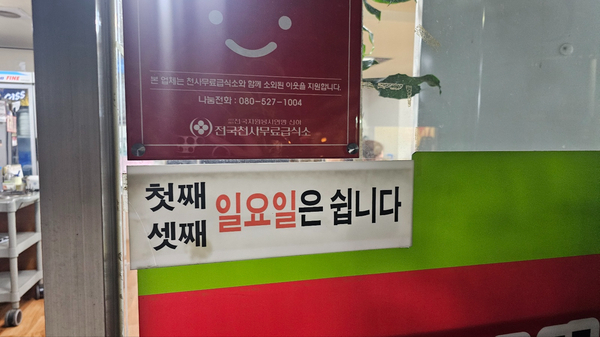 본 업체는 천사무료급식소와 함께 소외된 이웃을 지원합니다.
나눔전화 : 080-527-1004
전국천사무료급식소
첫째
셋째
일요일은 쉽니다
FINE